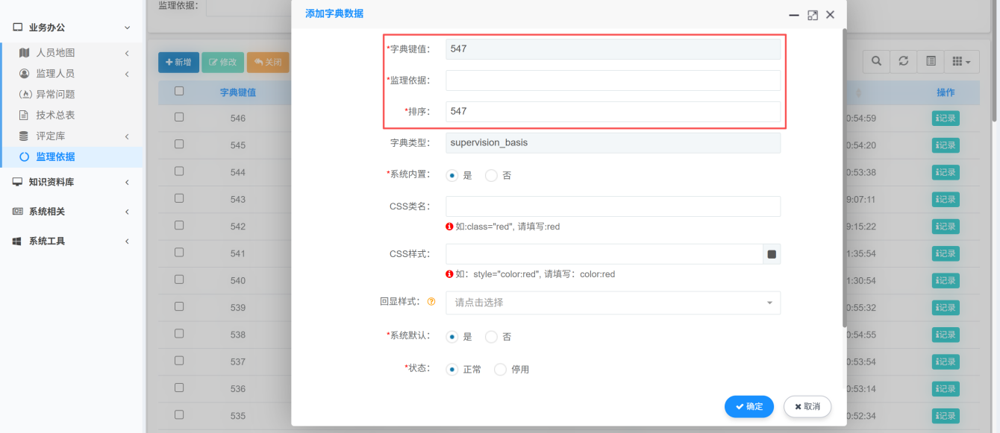 监理依据：
业务办公
人员地图
监理人员
异常问题
技术总表
评定库
监理依据
知识资料库
系统相关
系统工具
新增
修改
关闭
字典键值
操作
546
0:54:59
记录
545
0:54:20
记录
544
0:53:38
记录
543
9:07:11
记录
542
9:15:22
记录
541
1:35:54
记录
540
1:30:54
记录
539
0:55:32
记录
538
0:54:55
记录
537
0:53:54
记录
536
0:53:14
记录
535
0:52:34
记录
添加字典数据
*字典键值： 547
*监理依据：
*排序： 547
字典类型： supervision_basis
*系统内置： 是 否
CSS类名：
如:class="red", 请填写:red
CSS样式：
如：style="color:red", 请填写：color:red
回显样式： 请点击选择
*系统默认： 是 否
*状态： 正常 停用
确定
取消